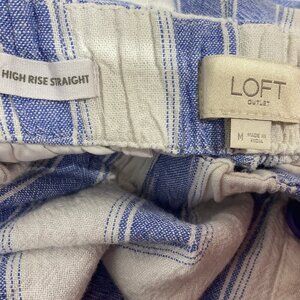 HIGH RISE STRAIGHT
LOFT
OUTLET
M
MADE IN
INDIA